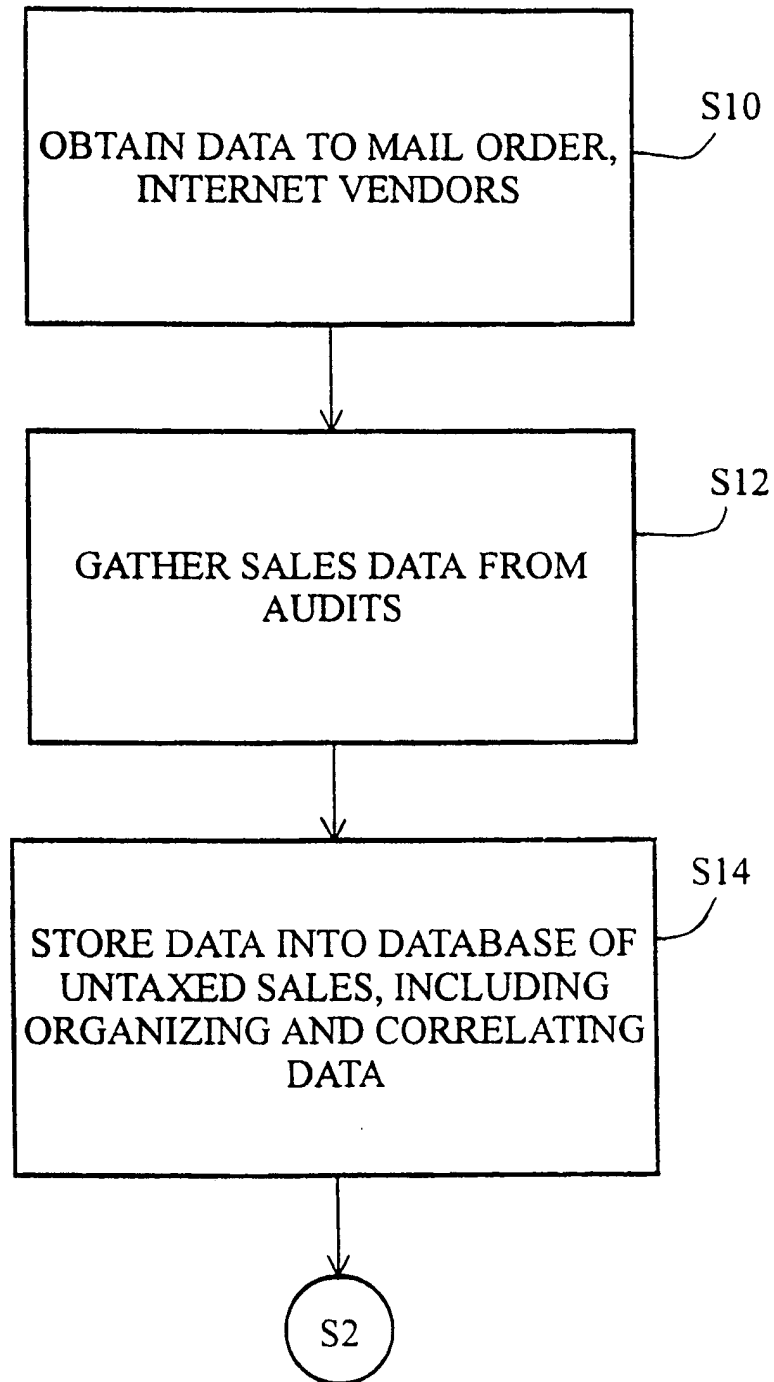 S10
OBTAIN DATA TO MAIL ORDER,
INTERNET VENDORS
S12
GATHER SALES DATA FROM
AUDITS
S14
STORE DATA INTO DATABASE OF
UNTAXED SALES, INCLUDING
ORGANIZING AND CORRELATING
DATA
S2